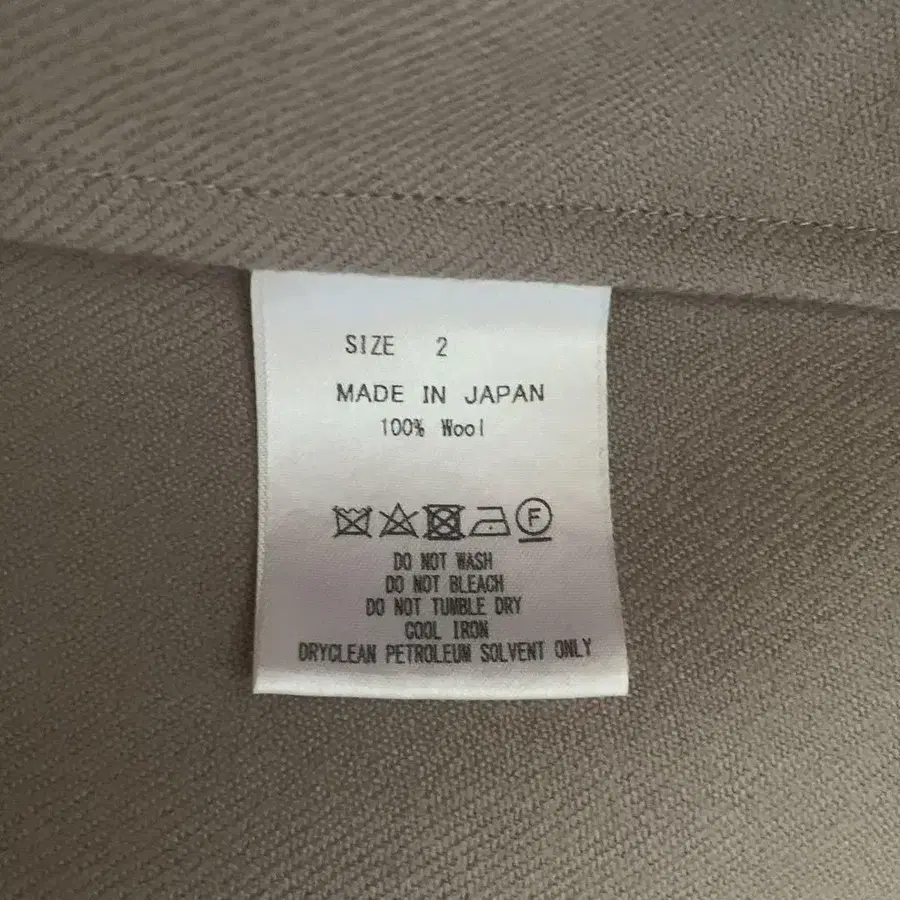 SIZE 2
MADE IN JAPAN
100% Wool
F
DO NOT WASH
DO NOT BLEACH
DO NOT TUMBLE DRY
COOL IRON
DRYCLEAN PETROLEUM SOLVENT ONLY